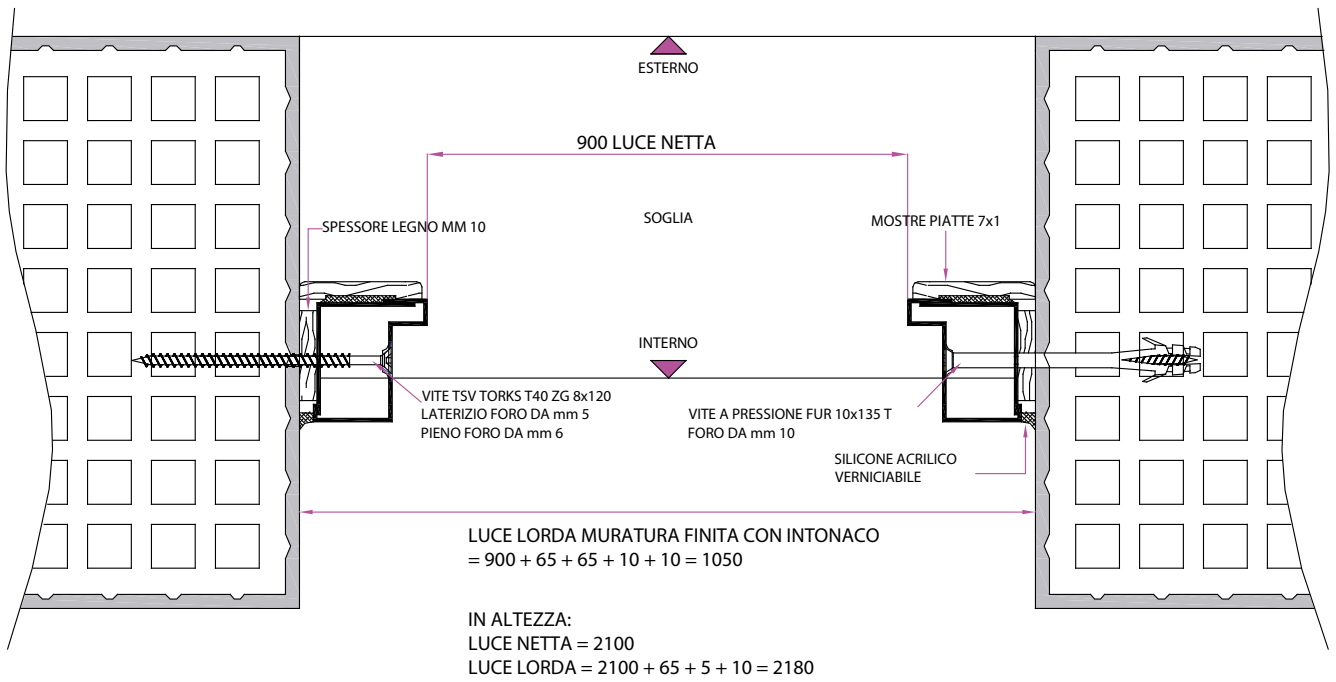 ESTERNO
900 LUCE NETTA
SOGLIA
SPESSORE LEGNO MM 10
MOSTRE PIATTE 7x1
INTERNO
VITE TSV TORKS T40 ZG 8x120
LATERIZIO FORO DA mm 5
PIENO FORO DA mm 6
VITE A PRESSIONE FUR 10x135 T
FORO DA mm 10
SILICONE ACRILICO
VERNICIABILE
LUCE LORDA MURATURA FINITA CON INTONACO
= 900 + 65 + 65 + 10 + 10 = 1050
IN ALTEZZA:
LUCE NETTA = 2100
LUCE LORDA = 2100 + 65 + 5 + 10 = 2180